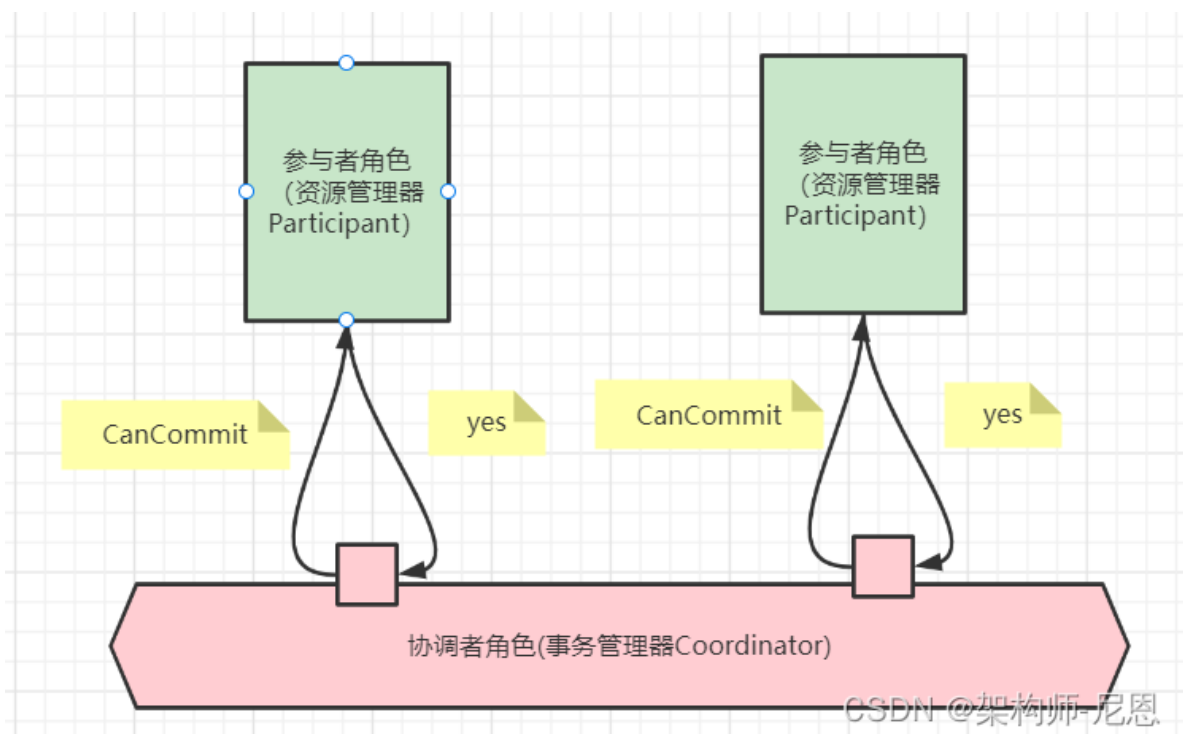 参与者角色
（资源管理器
Participant）
参与者角色
（资源管理器
Participant）
CanCommit
yes
CanCommit
yes
协调者角色(事务管理器Coordinator)
CSDN @架构师-尼恩